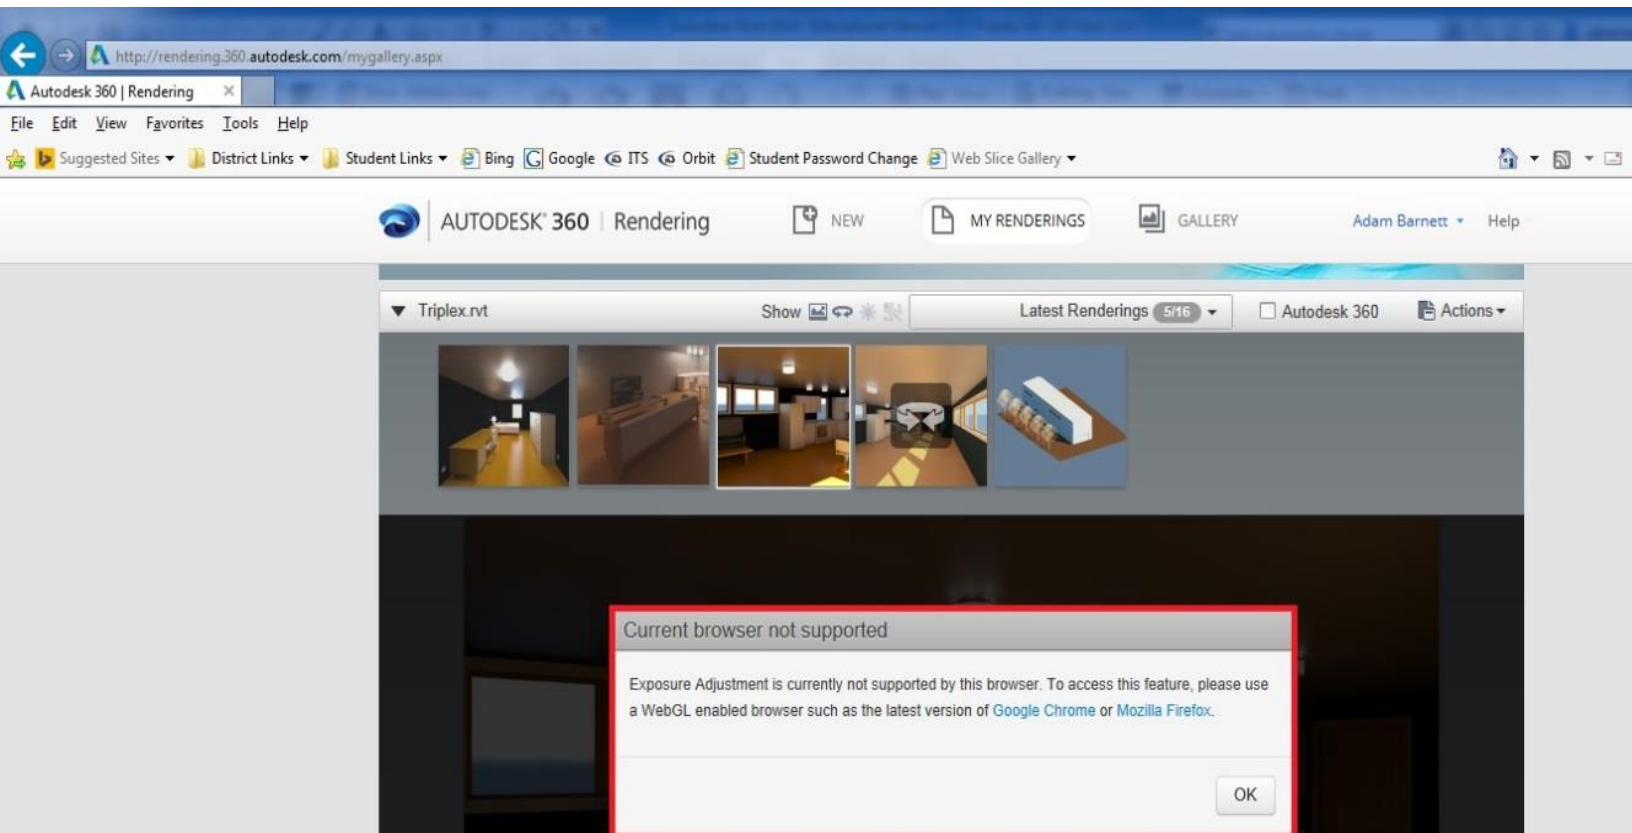 http://rendering.360.autodesk.com/mygallery.aspx
Autodesk 360 | Rendering ×
File Edit View Favorites Tools Help
Suggested Sites District Links Student Links Bing Google ITS Orbit Student Password Change Web Slice Gallery
AUTODESK® 360 | Rendering NEW MY RENDERINGS GALLERY Adam Barnett Help
Triplex.rvt Show Latest Renderings 5/16 Autodesk 360 Actions
Current browser not supported
Exposure Adjustment is currently not supported by this browser. To access this feature, please use
a WebGL enabled browser such as the latest version of Google Chrome or Mozilla Firefox.
OK